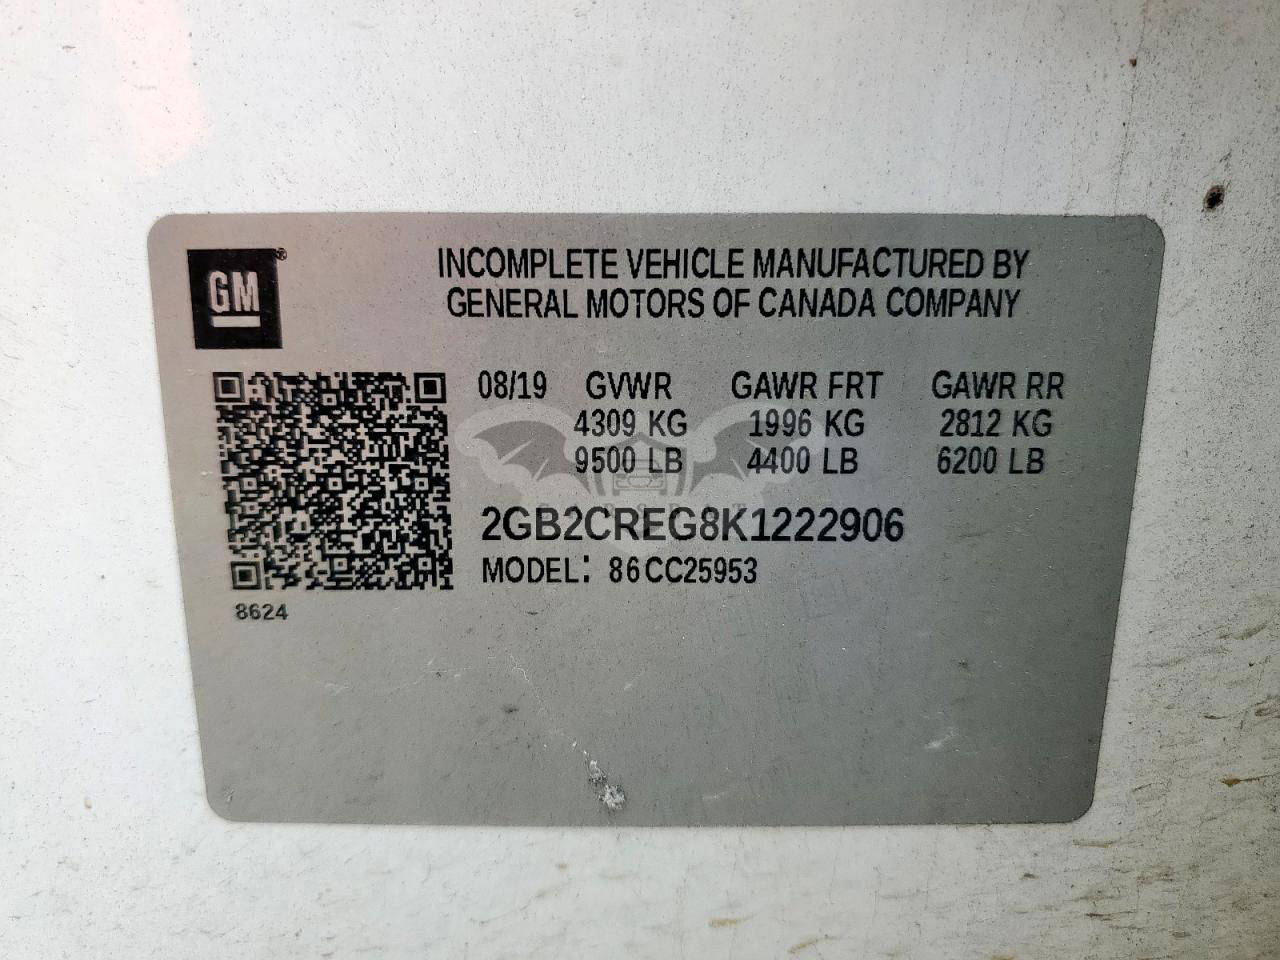 GM®
INCOMPLETE VEHICLE MANUFACTURED BY
GENERAL MOTORS OF CANADA COMPANY
08/19 GVWR GAWR FRT GAWR RR
4309 KG 1996 KG 2812 KG
9500 LB 4400 LB 6200 LB
2GB2CREG8K1222906
MODEL: 86CC25953
8624